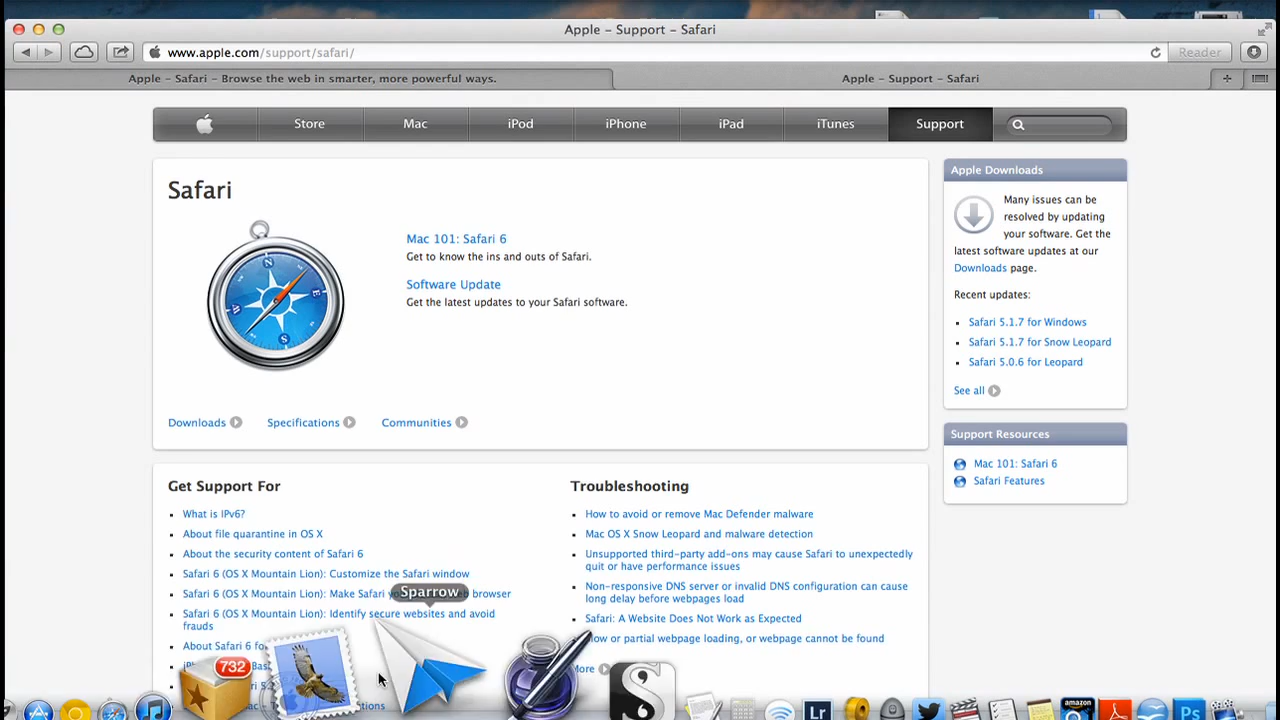 Apple – Support – Safari
www.apple.com/support/safari/
Reader
Apple – Safari – Browse the web in smarter, more powerful ways.
Apple – Support – Safari
Store
Mac
iPod
iPhone
iPad
iTunes
Support
Safari
Mac 101: Safari 6
Get to know the ins and outs of Safari.
Software Update
Get the latest updates to your Safari software.
N
E
S
W
Downloads
Specifications
Communities
Apple Downloads
Many issues can be
resolved by updating
your software. Get the
latest software updates at our
Downloads page.
Recent updates:
Safari 5.1.7 for Windows
Safari 5.1.7 for Snow Leopard
Safari 5.0.6 for Leopard
See all
Support Resources
Mac 101: Safari 6
Safari Features
Get Support For
What is IPv6?
About file quarantine in OS X
About the security content of Safari 6
Safari 6 (OS X Mountain Lion): Customize the Safari window
Safari 6 (OS X Mountain Lion): Make Safari browser
Safari 6 (OS X Mountain Lion): Identify secure websites and avoid
frauds
About Safari 6
Troubleshooting
How to avoid or remove Mac Defender malware
Mac OS X Snow Leopard and malware detection
Unsupported third-party add-ons may cause Safari to unexpectedly
quit or have performance issues
Non-responsive DNS server or invalid DNS configuration can cause
long delay before webpages load
Safari: A Website Does Not Work as Expected
or partial webpage loading, or webpage cannot be found
More
Sparrow
732
S
Lr
amazon
Ps